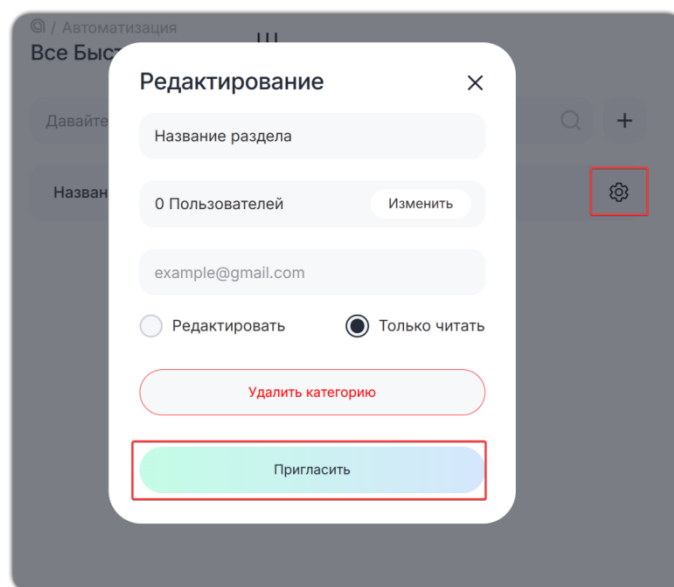 / Автоматизация
Все Быс
Редактирование
Давайте
Название раздела
Назван
0 Пользователей
Изменить
example@gmail.com
Редактировать
Только читать
Удалить категорию
Пригласить